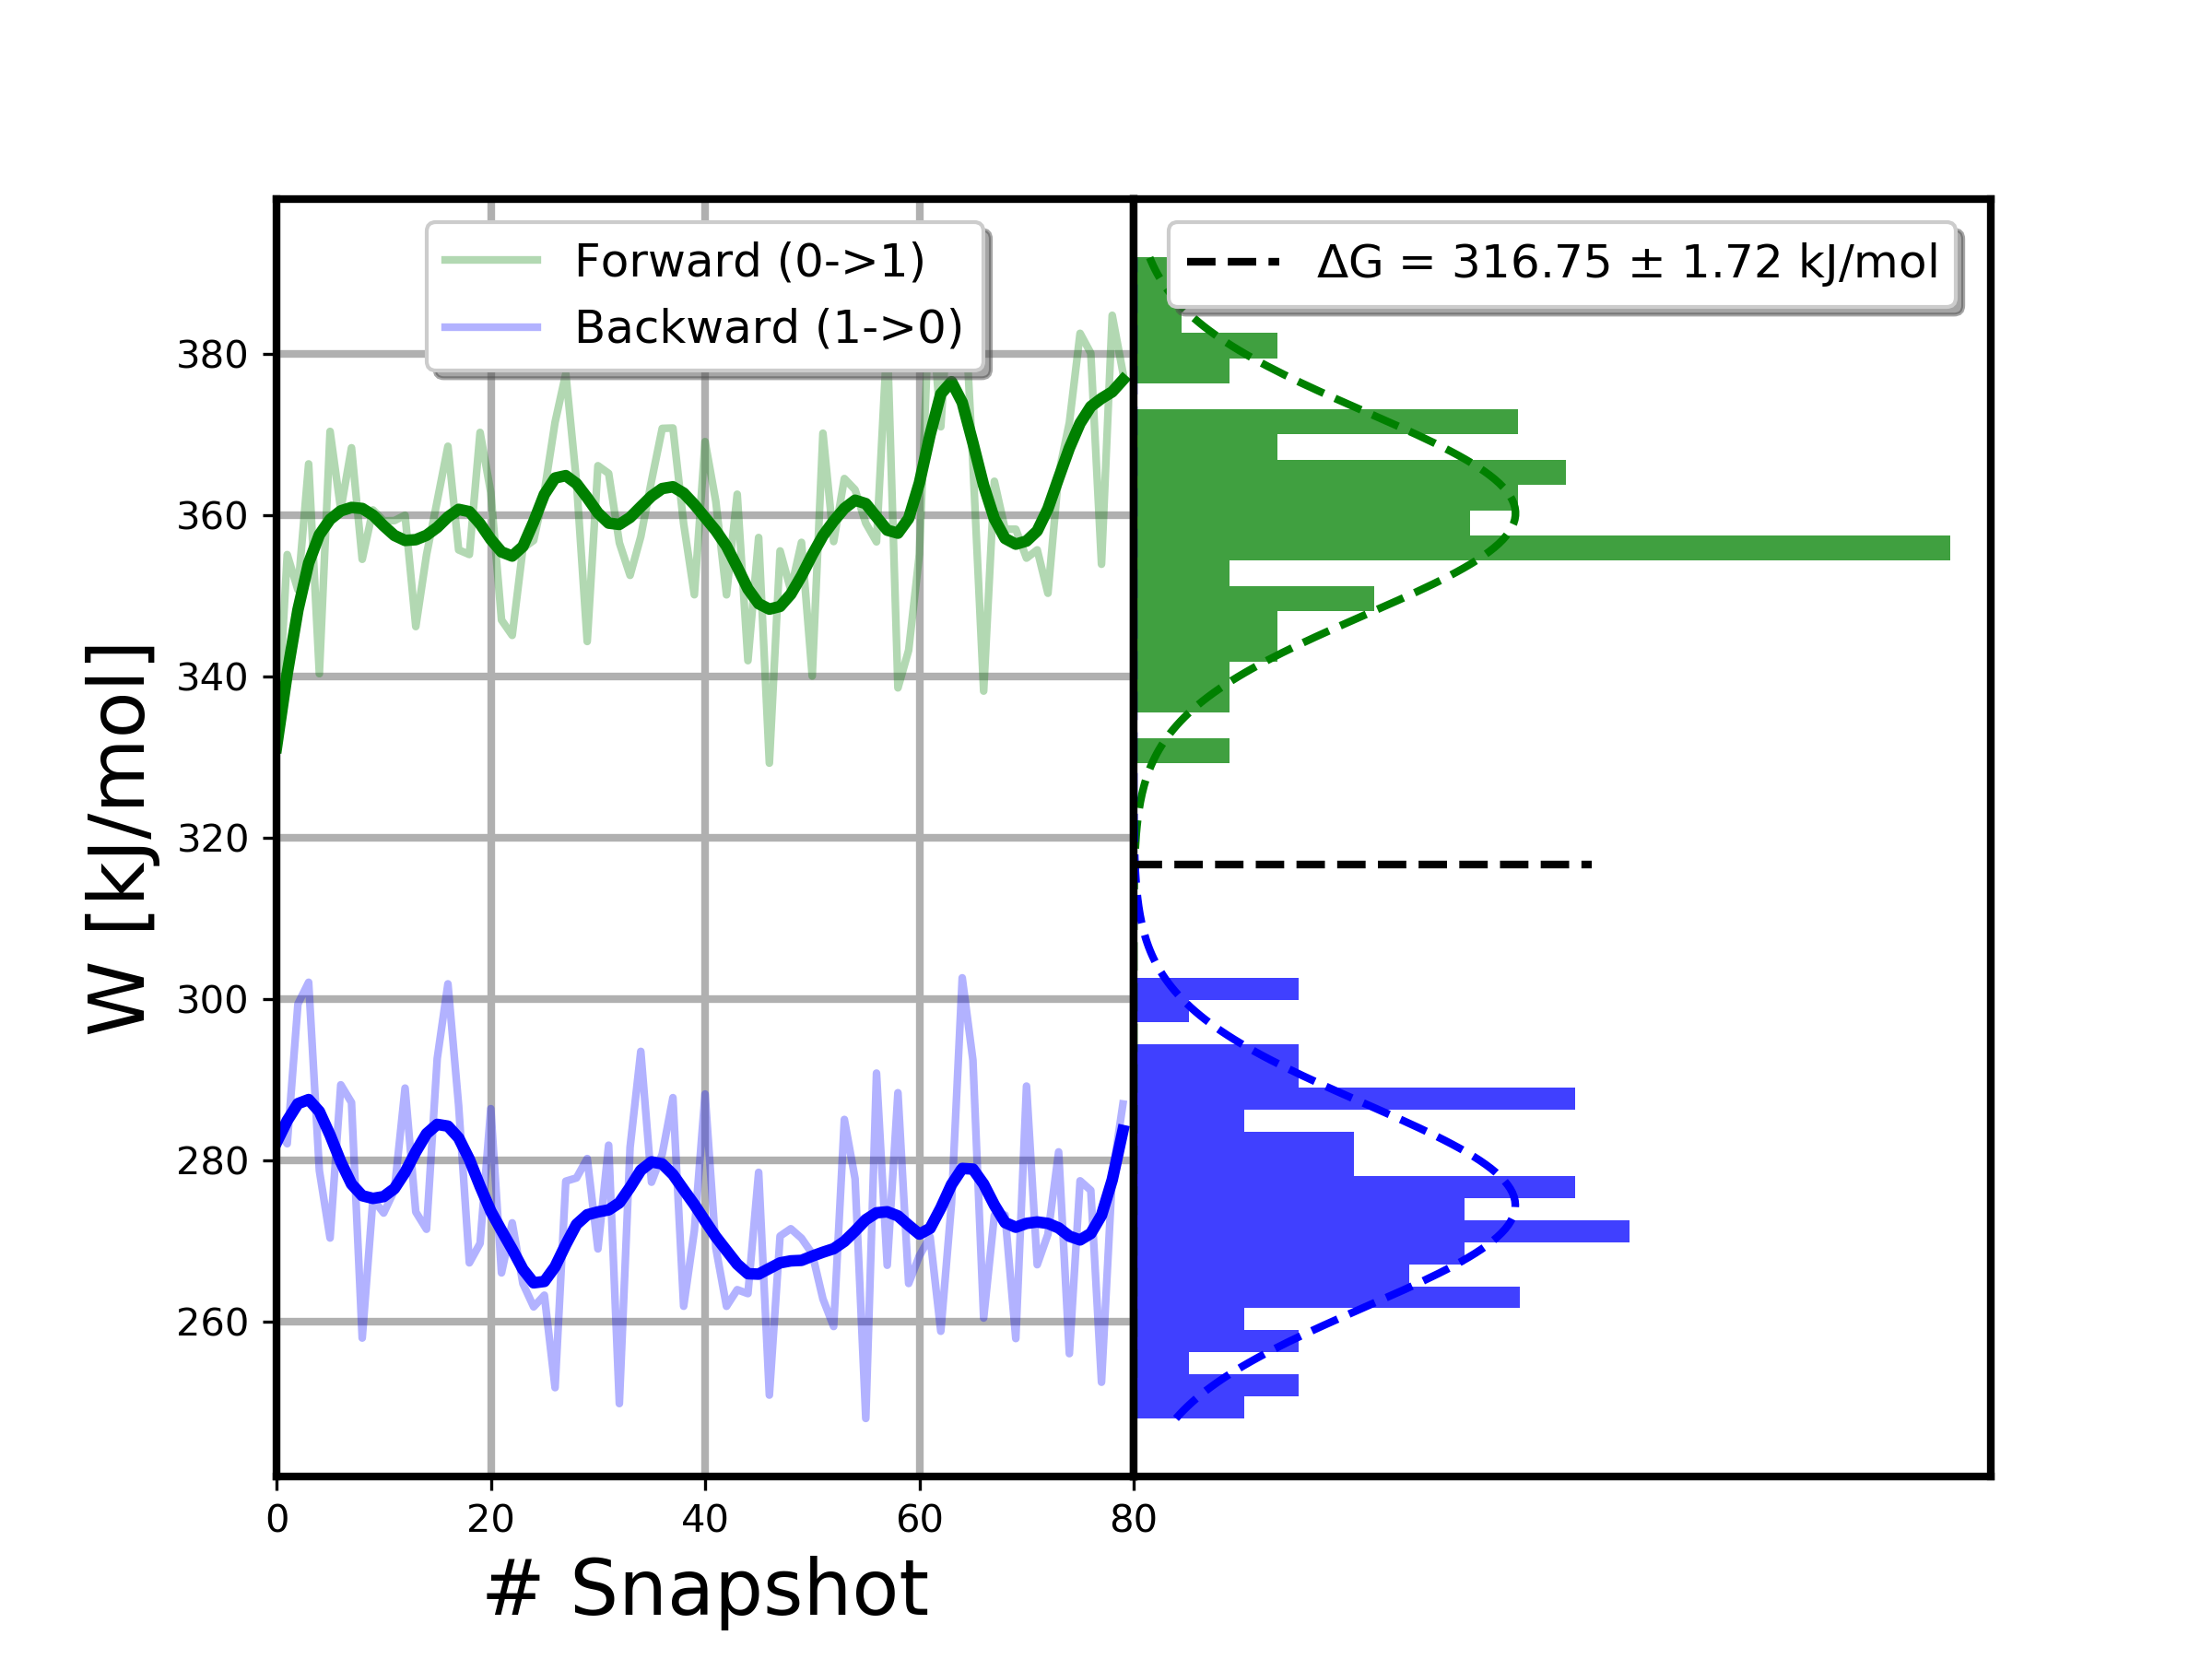 Forward (0->1)
Backward (1->0)
ΔG = 316.75 ± 1.72 kJ/mol
W [kJ/mol]
380
360
340
320
300
280
260
0 20 40 60 80
# Snapshot